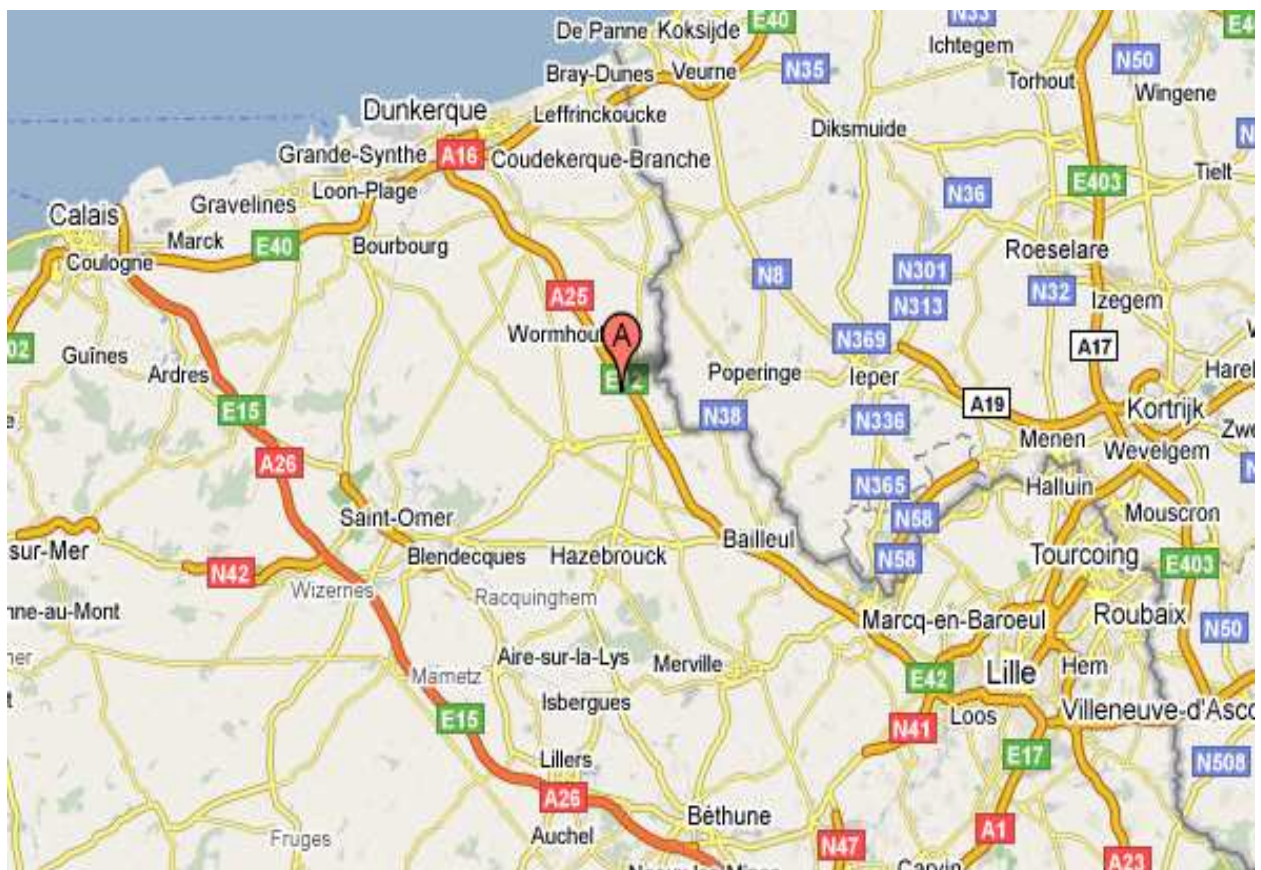 De Panne Koksijde E40 N33
Ichtegem N50
Bray-Dunes Veurne N35 Torhout Wingene
Dunkerque Leffrinckoucke
Diksmuide
Grande-Synthe A16 Coudekerque-Branche
Loon-Plage N36 E403 Tielt
Calais Gravelines
Marck E40 Bourbourg Roeselare
Coulogne N8 N301
A25 N313 N32 Izegem
Wormhout A N369 A17
Guînes
Ardres Poperinge Ieper
E15 N38 N336 A19 Kortrijk
Menen
A26 Wevelgem
N365 Halluin
Saint-Omer N58 Mouscron
sur-Mer Blendecques Hazebrouck Bailleul Tourcoing
N42 N58 E403
Wizernes Racquinghem
nne-au-Mont Marcq-en-Baroeul Roubaix
N50
Aire-sur-la-Lys Merville Hem
Mametz E42 Lille
Isbergues
E15 N41 Loos Villeneuve-d'Asco
Lillers E17 N508
A26
Béthune
Fruges Auchel N47 A1
A23